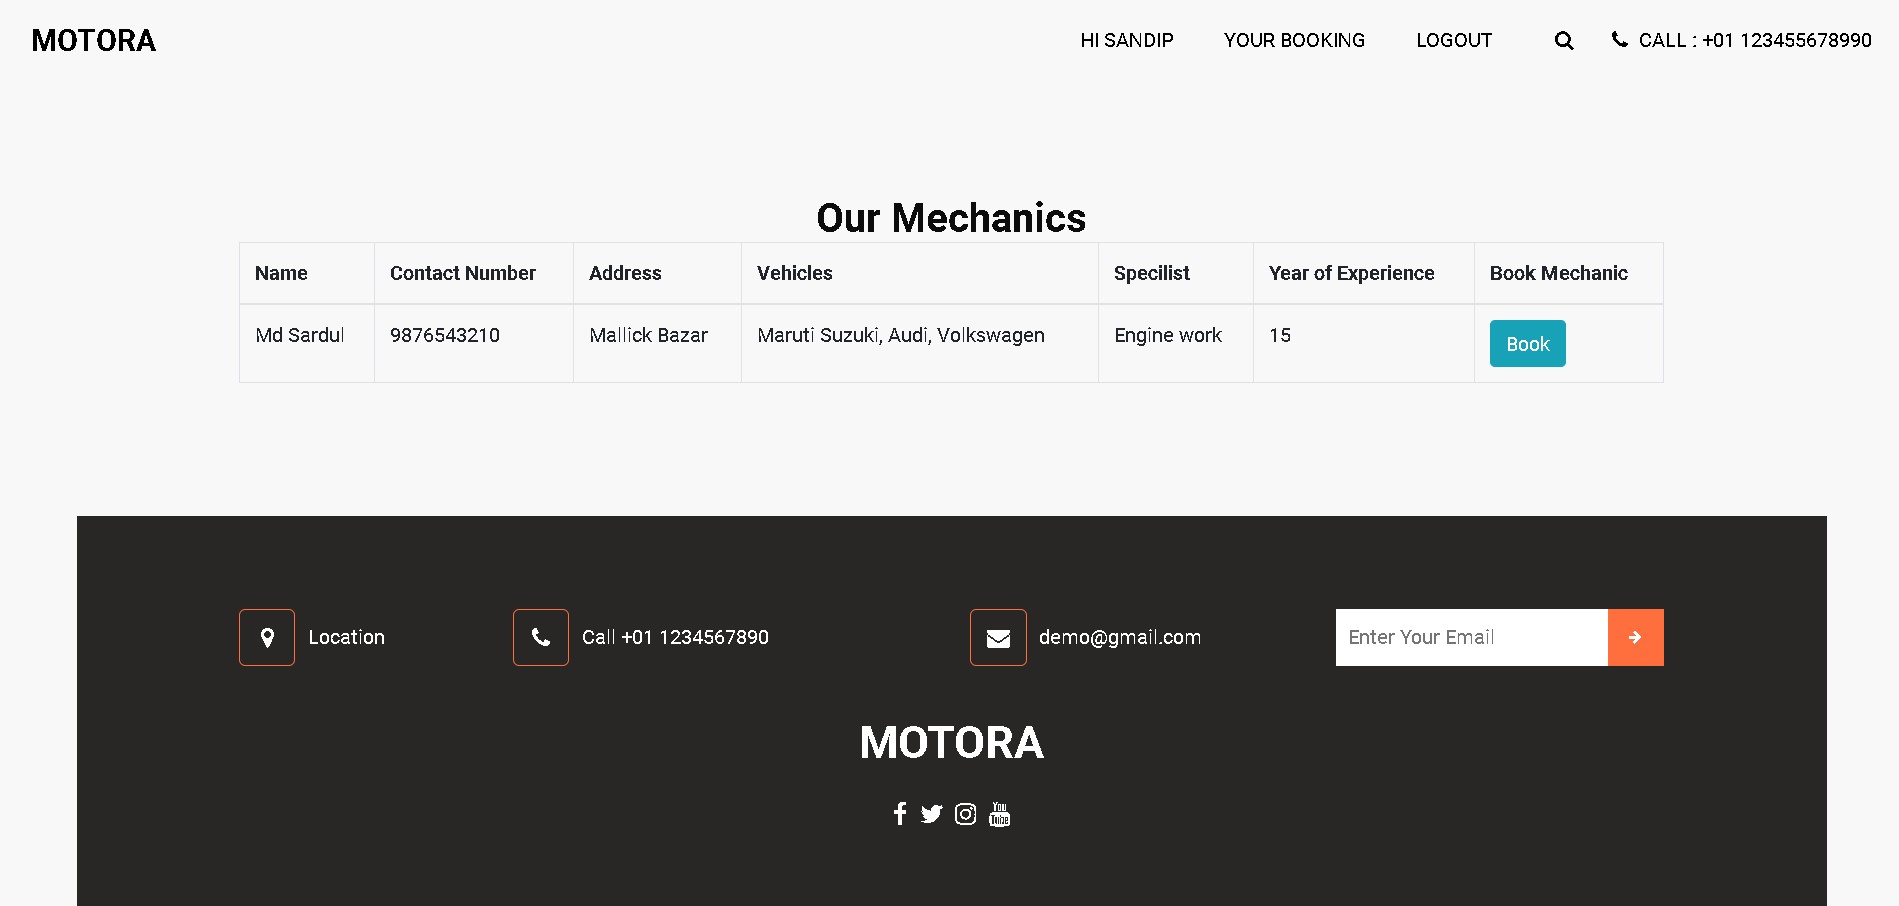 MOTORA HI SANDIP YOUR BOOKING LOGOUT CALL : +01 123455678990
Our Mechanics
Name Contact Number Address Vehicles Specilist Year of Experience Book Mechanic
Md Sardul 9876543210 Mallick Bazar Maruti Suzuki, Audi, Volkswagen Engine work 15 Book
Location Call +01 1234567890 demo@gmail.com Enter Your Email
MOTORA
You Tube